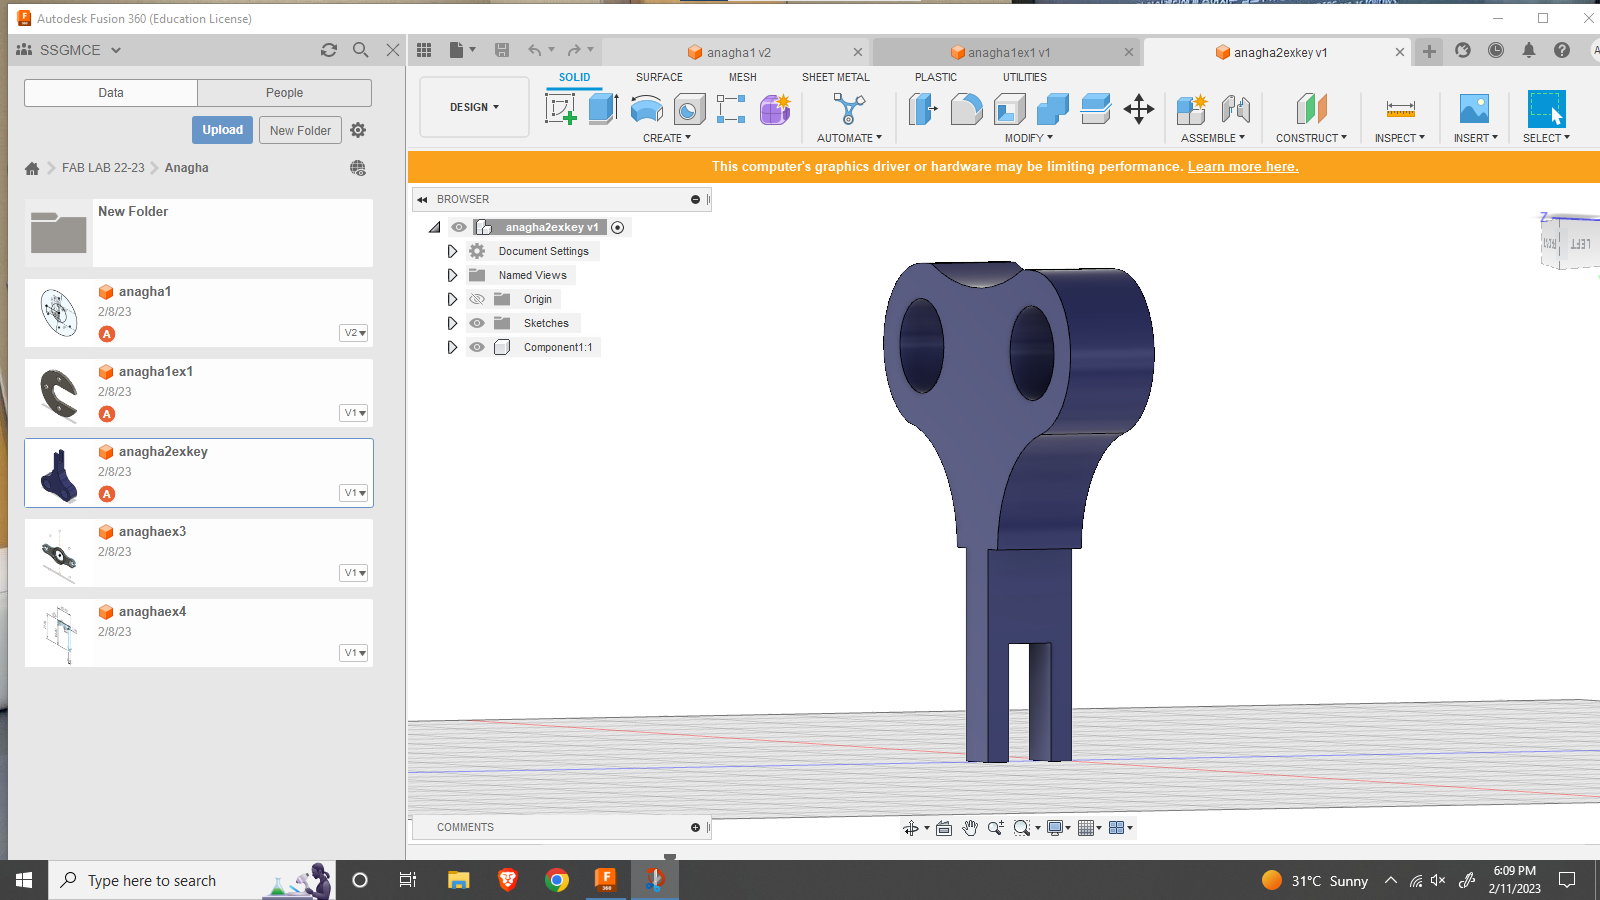 Autodesk Fusion 360 (Education License)
SSGMCE
anagha1 v2
anagha1ex1 v1
anagha2exkey v1
Data
People
Upload
New Folder
FAB LAB 22-23
Anagha
New Folder
anagha1
2/8/23
A
V2
anagha1ex1
2/8/23
A
V1
anagha2exkey
2/8/23
A
V1
anaghaex3
2/8/23
V1
anaghaex4
2/8/23
V1
DESIGN
SOLID
SURFACE
MESH
SHEET METAL
PLASTIC
UTILITIES
CREATE
AUTOMATE
MODIFY
ASSEMBLE
CONSTRUCT
INSPECT
INSERT
SELECT
This computer's graphics driver or hardware may be limiting performance. Learn more here.
BROWSER
anagha2exkey v1
Document Settings
Named Views
Origin
Sketches
Component1:1
Z
LEFT
COMMENTS
Type here to search
F
360
31°C Sunny
6:09 PM
2/11/2023